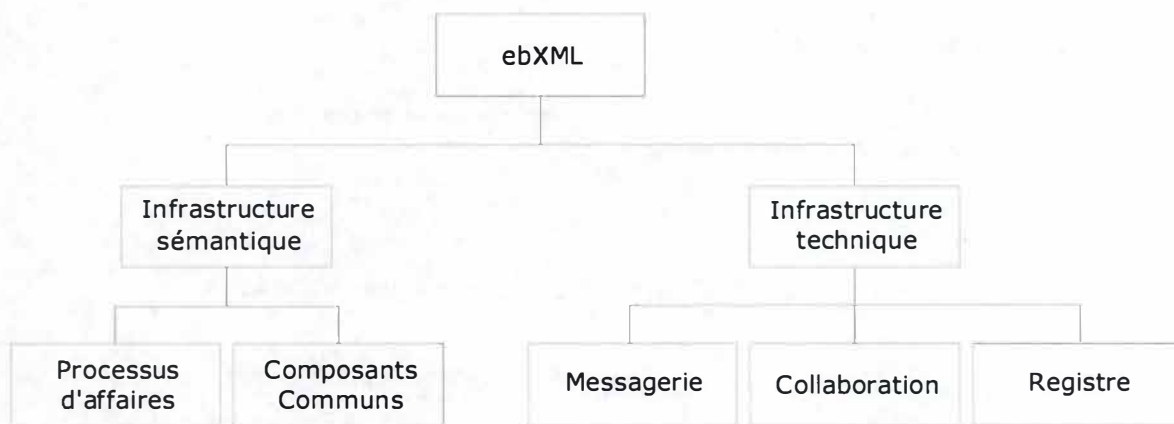 ebXML
Infrastructure
sémantique
Infrastructure
technique
Processus
d'affaires
Composants
Communs
Messagerie
Collaboration
Registre